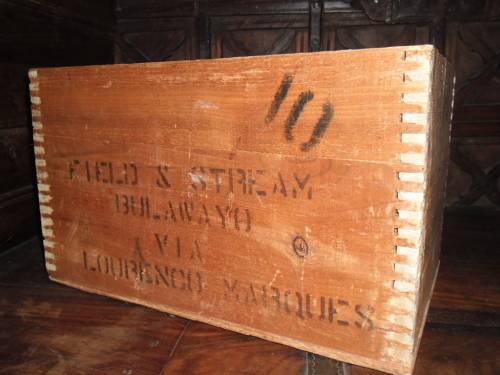 10
FIELD & STREAM
BULAWAYO
VIA
LOURENCO MARQUES